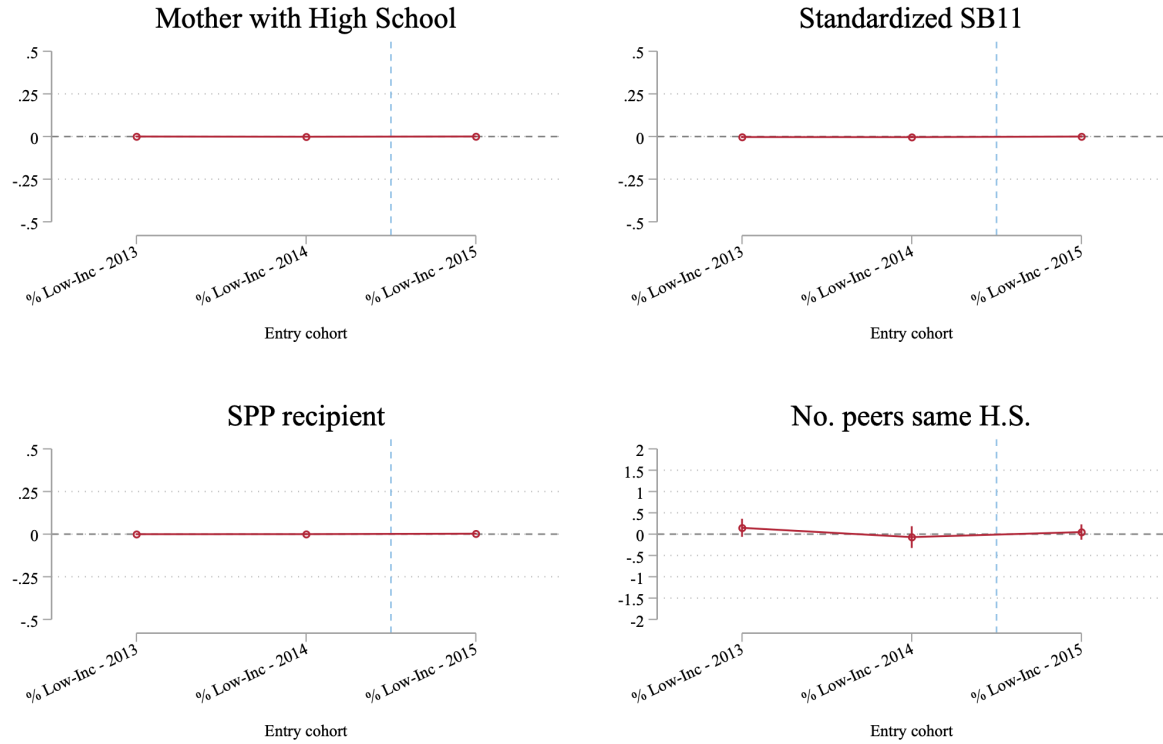 Mother with High School
.5
.25
0
-.25
-.5
% Low-Inc - 2013
% Low-Inc - 2014
% Low-Inc - 2015
Entry cohort
Standardized SB11
.5
.25
0
-.25
-.5
% Low-Inc - 2013
% Low-Inc - 2014
% Low-Inc - 2015
Entry cohort
SPP recipient
.5
.25
0
-.25
-.5
% Low-Inc - 2013
% Low-Inc - 2014
% Low-Inc - 2015
Entry cohort
No. peers same H.S.
2
1.5
1
.5
0
-.5
-1
-1.5
-2
% Low-Inc - 2013
% Low-Inc - 2014
% Low-Inc - 2015
Entry cohort